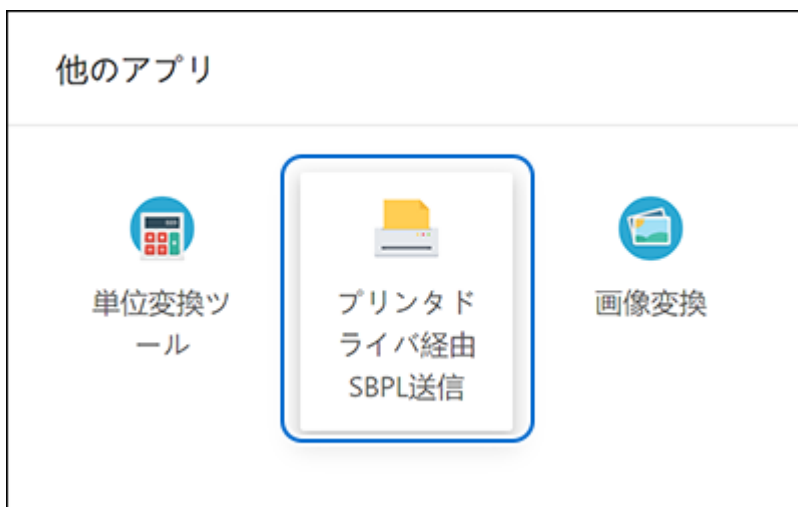 他のアプリ
単位変換ツ
ール
プリンタド
ライバ経由
SBPL送信
画像変換